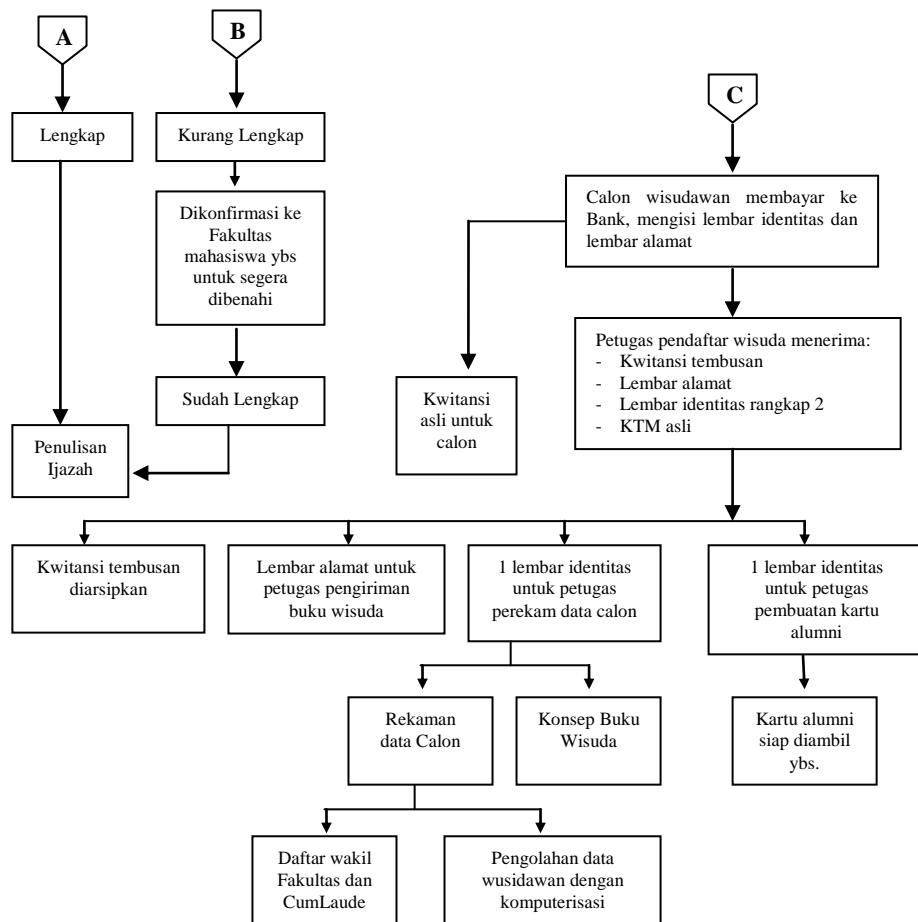 A
B
C
Lengkap
Kurang Lengkap
Dikonfirmasi ke
Fakultas
mahasiswa ybs
untuk segera
dibenahi
Sudah Lengkap
Penulisan
Ijazah
Calon wisudawan membayar ke
Bank, mengisi lembar identitas dan
lembar alamat
Kwitansi
asli untuk
calon
Petugas pendaftar wisuda menerima:
- Kwitansi tembusan
- Lembar alamat
- Lembar identitas rangkap 2
- KTM asli
Kwitansi tembusan
diarsipkan
Lembar alamat untuk
petugas pengiriman
buku wisuda
1 lembar identitas
untuk petugas
perekam data calon
1 lembar identitas
untuk petugas
pembuatan kartu
alumni
Rekaman
data Calon
Konsep Buku
Wisuda
Kartu alumni
siap diambil
ybs.
Daftar wakil
Fakultas dan
CumLaude
Pengolahan data
wusidawan dengan
komputerisasi